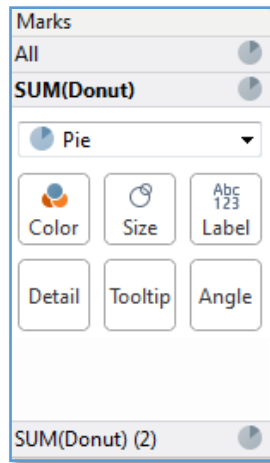 Marks
All
SUM(Donut)
Pie
Abc
123
Color Size Label
Detail Tooltip Angle
SUM(Donut) (2)